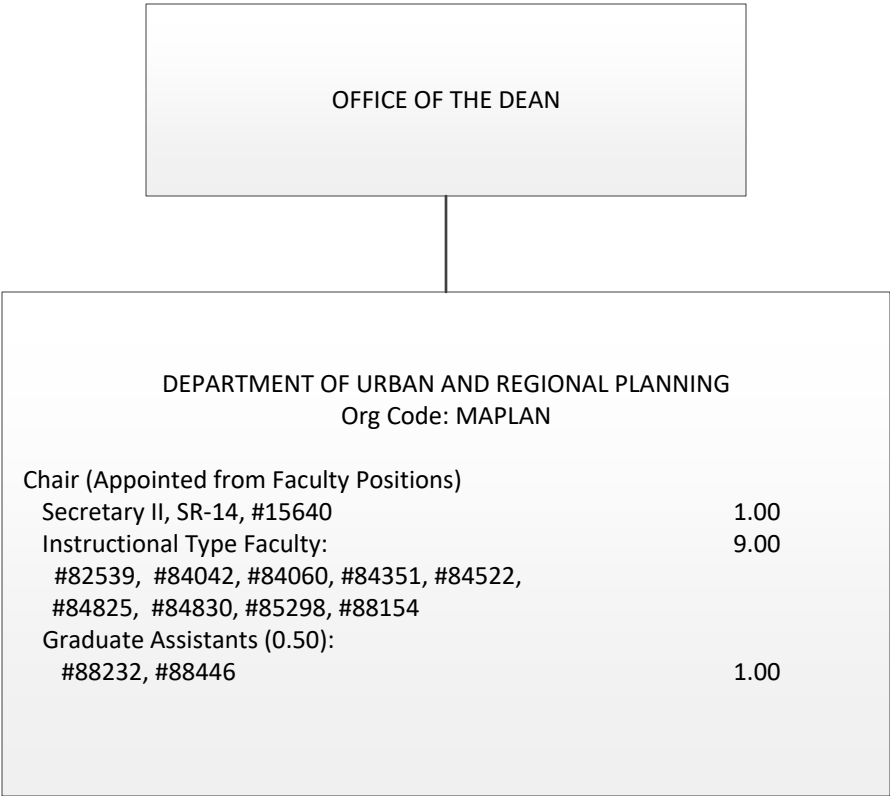 OFFICE OF THE DEAN
DEPARTMENT OF URBAN AND REGIONAL PLANNING
Org Code: MAPLAN
Chair (Appointed from Faculty Positions)
Secretary II, SR-14, #15640 1.00
Instructional Type Faculty: 9.00
#82539, #84042, #84060, #84351, #84522,
#84825, #84830, #85298, #88154
Graduate Assistants (0.50):
#88232, #88446 1.00